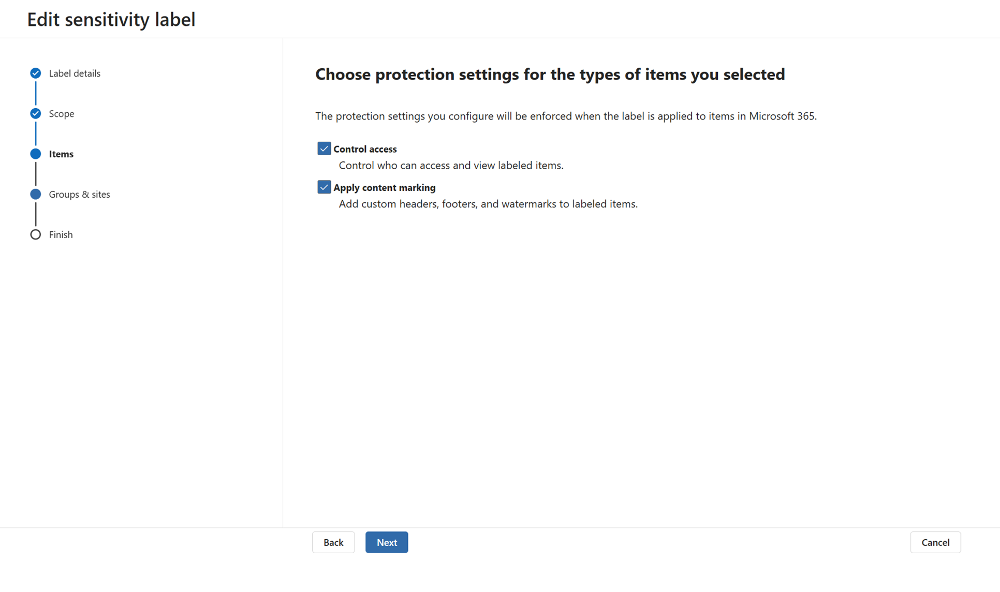 Edit sensitivity label
Label details
Scope
Items
Groups & sites
Finish
Choose protection settings for the types of items you selected
The protection settings you configure will be enforced when the label is applied to items in Microsoft 365.
Control access
Control who can access and view labeled items.
Apply content marking
Add custom headers, footers, and watermarks to labeled items.
Back
Next
Cancel